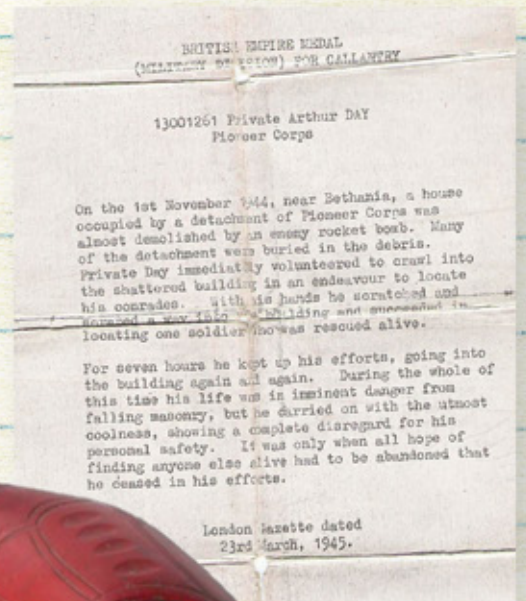 BRITISH EMPIRE MEDAL
(MILITARY DIVISION) FOR GALLANTRY
13001261 Private Arthur DAY
Pioneer Corps
On the 1st November 1944, near Bethania, a house
occupied by a detachment of Pioneer Corps was
almost demolished by an enemy rocket bomb. Many
of the detachment were buried in the debris.
Private Day immediately volunteered to crawl into
the shattered building in an endeavour to locate
his comrades. With his hands he scratched and
scraped a way into building and succeeded in
locating one soldier who was rescued alive.
For seven hours he kept up his efforts, going into
the building again and again. During the whole of
this time his life was in imminent danger from
falling masonry, but he carried on with the utmost
coolness, showing a complete disregard for his
personal safety. It was only when all hope of
finding anyone else alive had to be abandoned that
he ceased in his efforts.
London Gazette dated
23rd March, 1945.